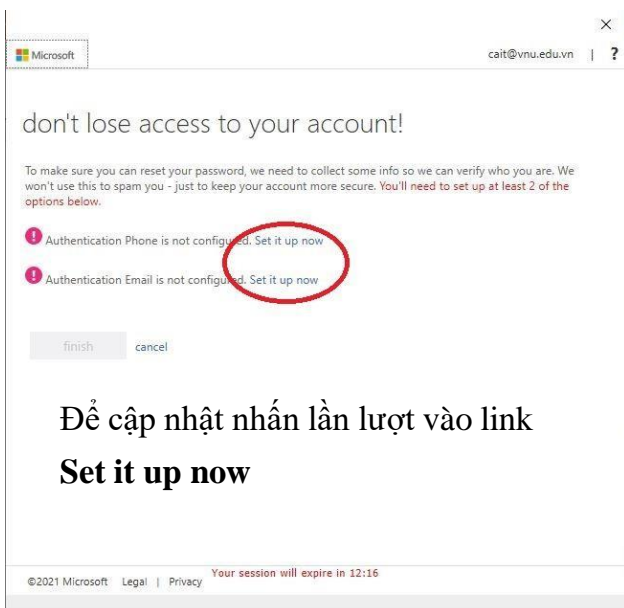 Microsoft
cait@vnu.edu.vn | ?
don't lose access to your account!
To make sure you can reset your password, we need to collect some info so we can verify who you are. We
won't use this to spam you - just to keep your account more secure. You'll need to set up at least 2 of the
options below.
! Authentication Phone is not configured. Set it up now
! Authentication Email is not configured. Set it up now
finish cancel
Để cập nhật nhấn lần lượt vào link
Set it up now
Your session will expire in 12:16
©2021 Microsoft Legal | Privacy